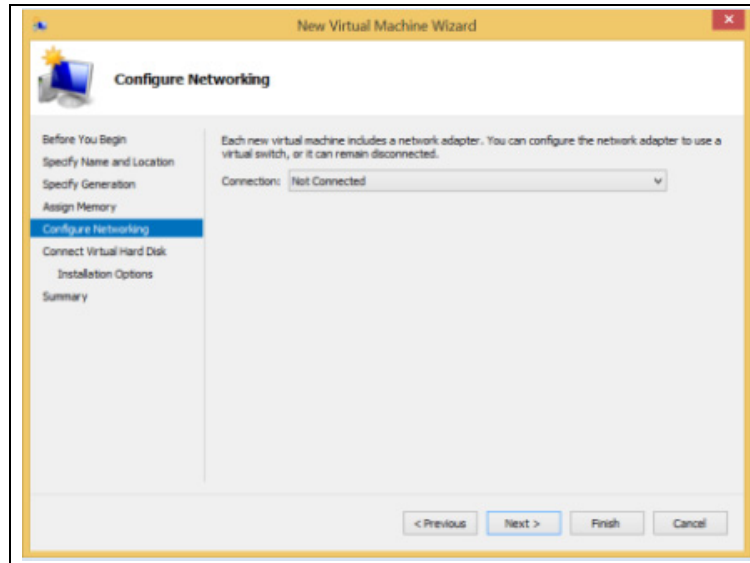 New Virtual Machine Wizard
Configure Networking
Before You Begin
Specify Name and Location
Specify Generation
Assign Memory
Configure Networking
Connect Virtual Hard Disk
Installation Options
Summary
Each new virtual machine includes a network adapter. You can configure the network adapter to use a
virtual switch, or it can remain disconnected.
Connection: Not Connected
< Previous Next > Finish Cancel